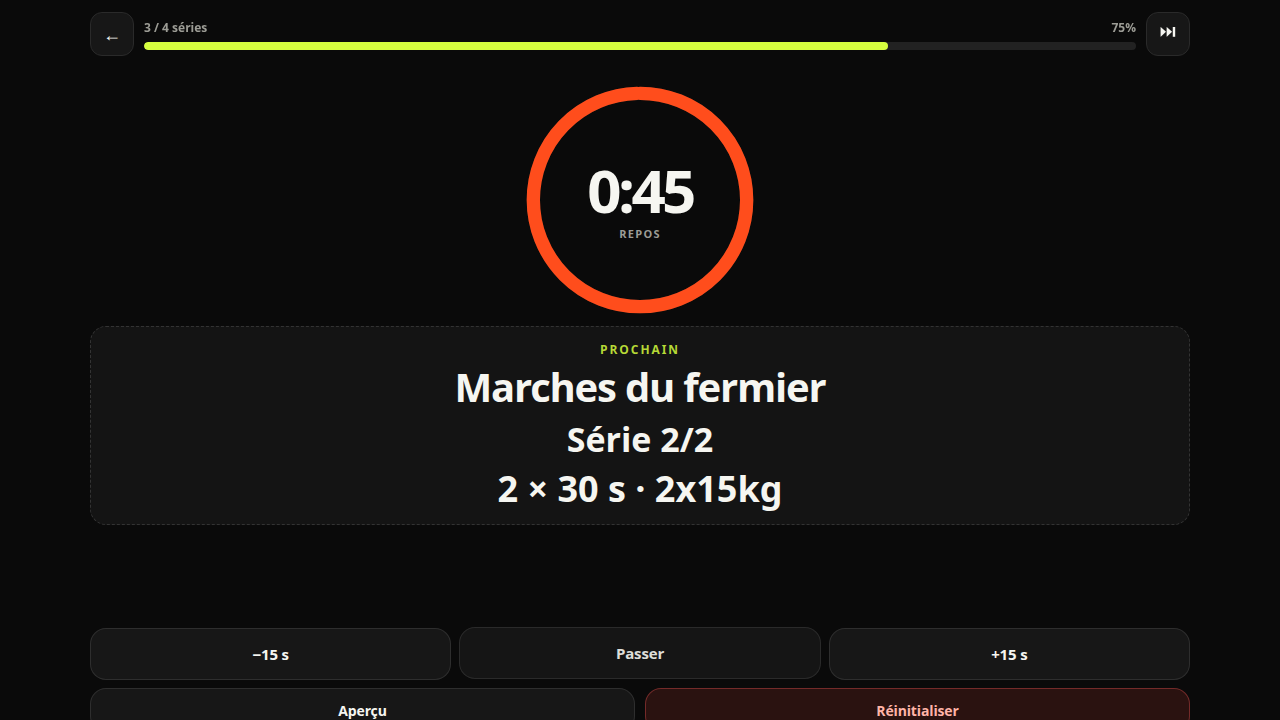 ←
3 / 4 séries
75%
⏭
0:45
REPOS
PROCHAIN
Marches du fermier
Série 2/2
2 × 30 s · 2x15kg
−15 s
Passer
+15 s
Aperçu
Réinitialiser